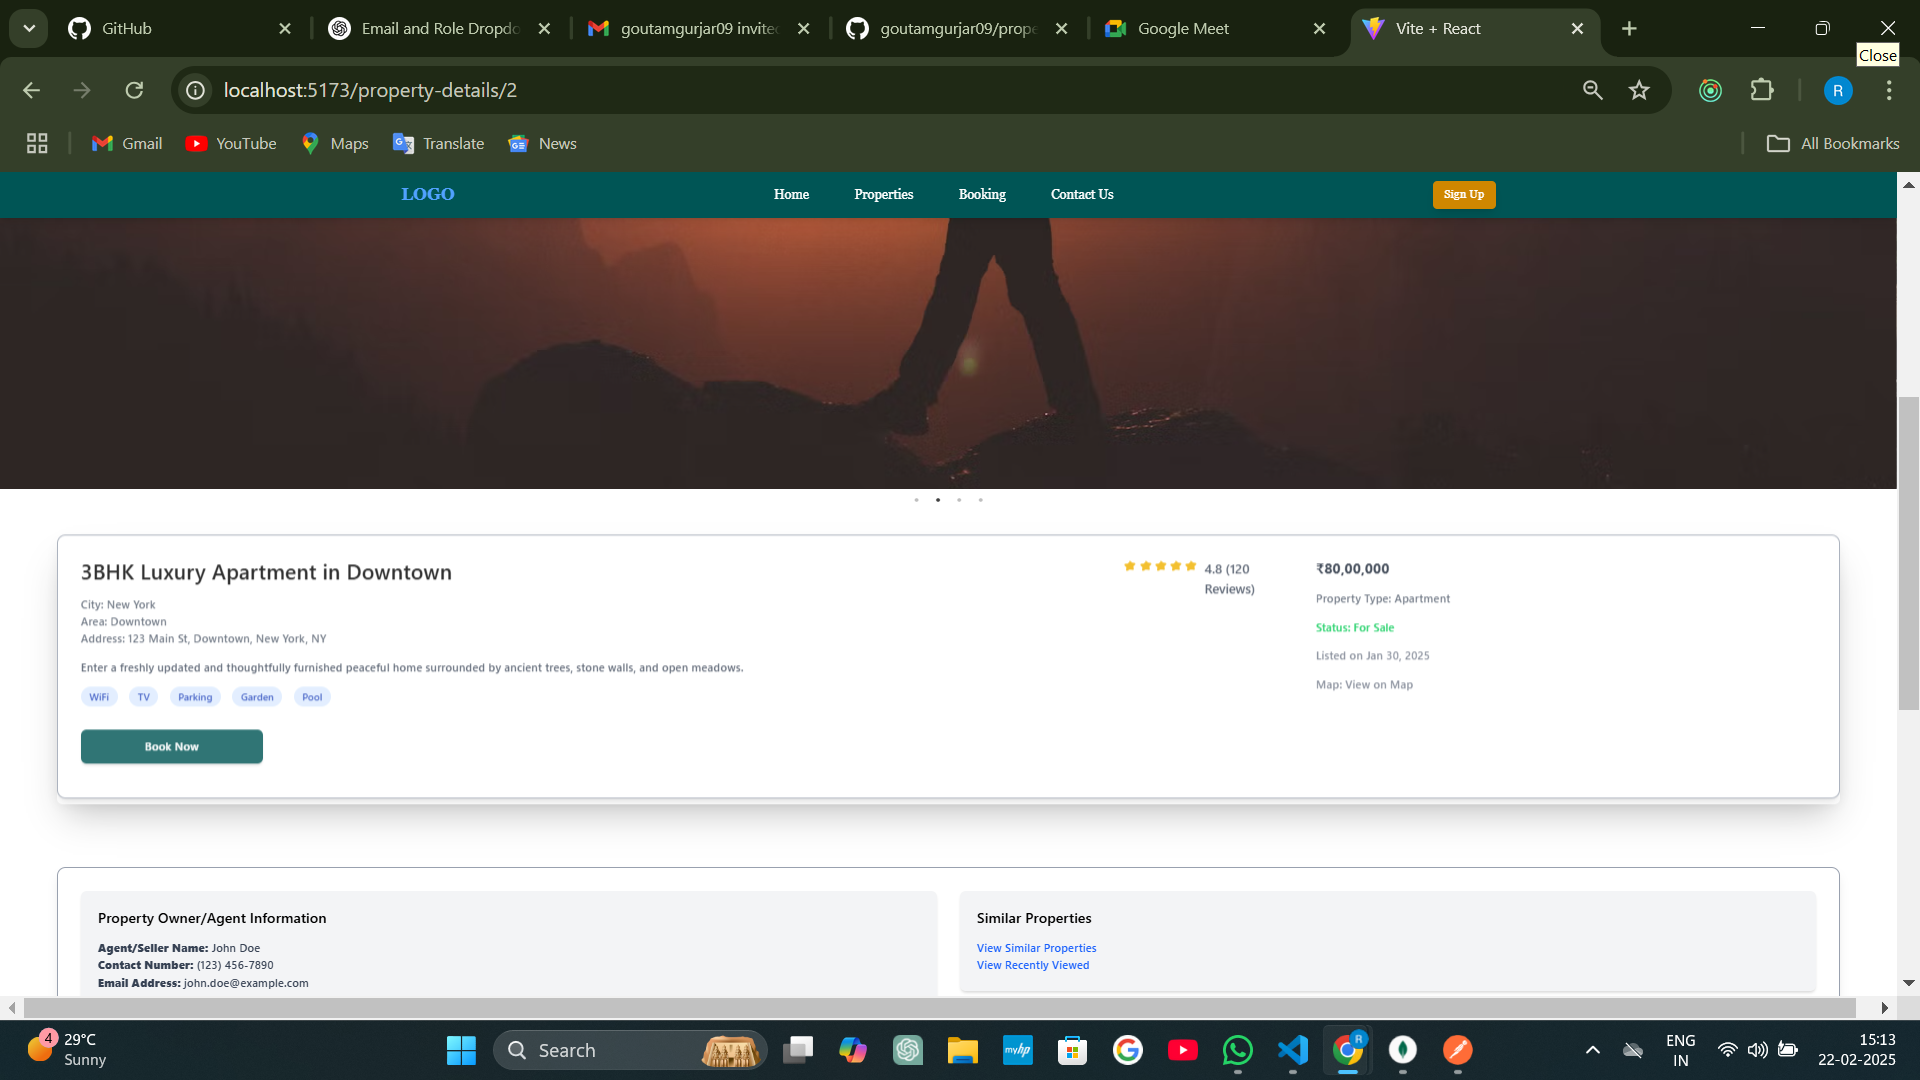 GitHub
Email and Role Dropdo
goutamgurjar09 invited
goutamgurjar09/prope
Google Meet
Vite + React
Close
localhost:5173/property-details/2
R
Gmail
YouTube
Maps
Translate
News
All Bookmarks
LOGO
Home
Properties
Booking
Contact Us
Sign Up
3BHK Luxury Apartment in Downtown
City: New York
Area: Downtown
Address: 123 Main St, Downtown, New York, NY
Enter a freshly updated and thoughtfully furnished peaceful home surrounded by ancient trees, stone walls, and open meadows.
WiFi
TV
Parking
Garden
Pool
Book Now
4.8 (120
Reviews)
₹80,00,000
Property Type: Apartment
Status: For Sale
Listed on Jan 30, 2025
Map: View on Map
Property Owner/Agent Information
Agent/Seller Name: John Doe
Contact Number: (123) 456-7890
Email Address: john.doe@example.com
Similar Properties
View Similar Properties
View Recently Viewed
4
29°C
Sunny
Search
myhp
R
ENG
IN
15:13
22-02-2025